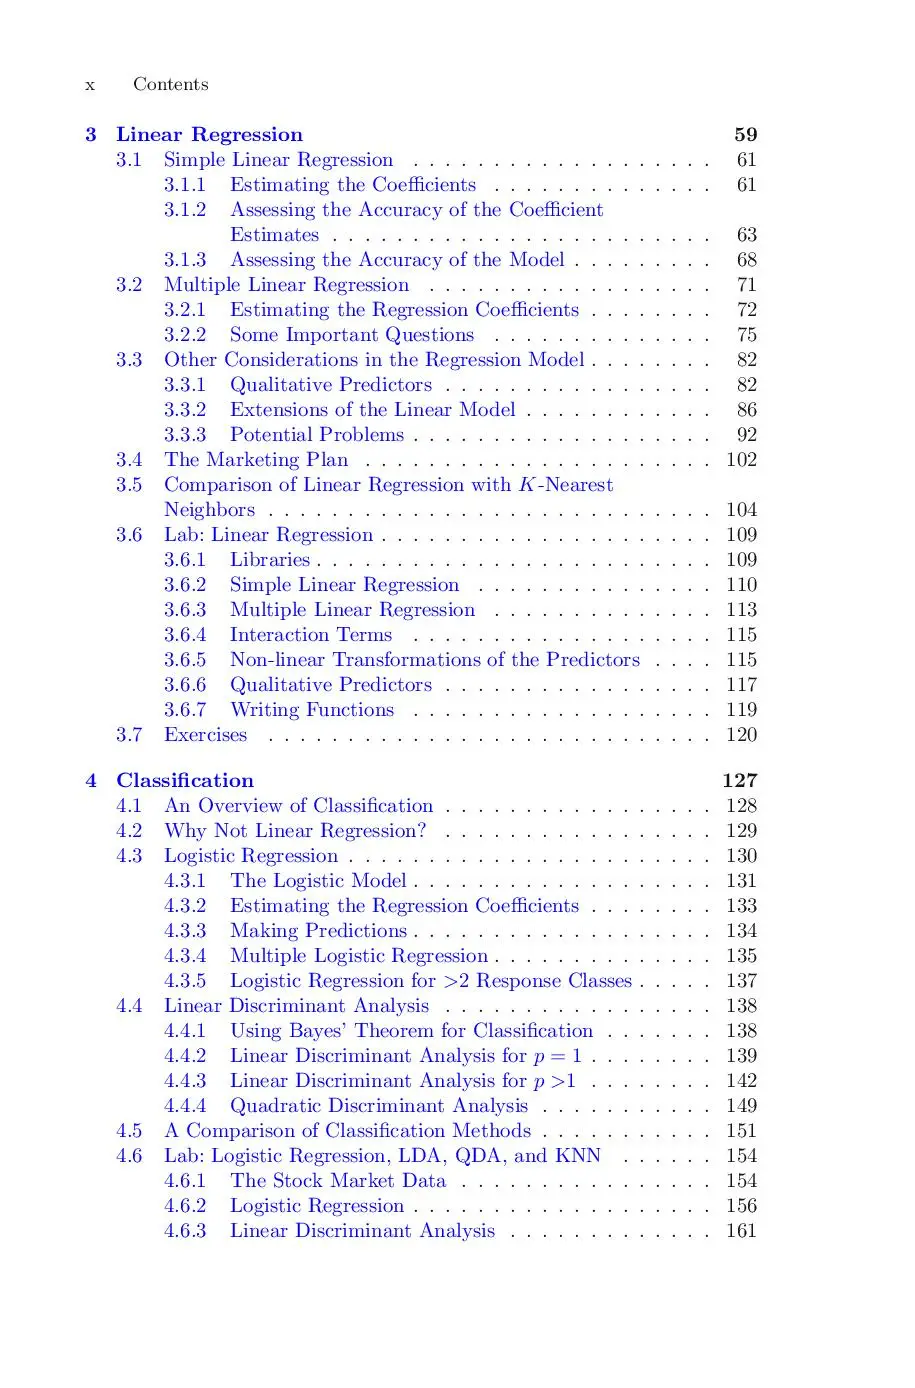 x Contents
3 Linear Regression 59
3.1 Simple Linear Regression . . . . . . . . . . . . . . . . . . . 61
3.1.1 Estimating the Coefficients . . . . . . . . . . . . . . 61
3.1.2 Assessing the Accuracy of the Coefficient
Estimates . . . . . . . . . . . . . . . . . . . . . . . . 63
3.1.3 Assessing the Accuracy of the Model . . . . . . . . . 68
3.2 Multiple Linear Regression . . . . . . . . . . . . . . . . . . 71
3.2.1 Estimating the Regression Coefficients . . . . . . . . 72
3.2.2 Some Important Questions . . . . . . . . . . . . . . 75
3.3 Other Considerations in the Regression Model . . . . . . . . 82
3.3.1 Qualitative Predictors . . . . . . . . . . . . . . . . . 82
3.3.2 Extensions of the Linear Model . . . . . . . . . . . . 86
3.3.3 Potential Problems . . . . . . . . . . . . . . . . . . . 92
3.4 The Marketing Plan . . . . . . . . . . . . . . . . . . . . . . 102
3.5 Comparison of Linear Regression with K-Nearest
Neighbors . . . . . . . . . . . . . . . . . . . . . . . . . . . . 104
3.6 Lab: Linear Regression . . . . . . . . . . . . . . . . . . . . . 109
3.6.1 Libraries . . . . . . . . . . . . . . . . . . . . . . . . . 109
3.6.2 Simple Linear Regression . . . . . . . . . . . . . . . 110
3.6.3 Multiple Linear Regression . . . . . . . . . . . . . . 113
3.6.4 Interaction Terms . . . . . . . . . . . . . . . . . . . 115
3.6.5 Non-linear Transformations of the Predictors . . . . 115
3.6.6 Qualitative Predictors . . . . . . . . . . . . . . . . . 117
3.6.7 Writing Functions . . . . . . . . . . . . . . . . . . . 119
3.7 Exercises . . . . . . . . . . . . . . . . . . . . . . . . . . . . 120
4 Classification 127
4.1 An Overview of Classification . . . . . . . . . . . . . . . . . 128
4.2 Why Not Linear Regression? . . . . . . . . . . . . . . . . . 129
4.3 Logistic Regression . . . . . . . . . . . . . . . . . . . . . . . 130
4.3.1 The Logistic Model . . . . . . . . . . . . . . . . . . . 131
4.3.2 Estimating the Regression Coefficients . . . . . . . . 133
4.3.3 Making Predictions . . . . . . . . . . . . . . . . . . . 134
4.3.4 Multiple Logistic Regression . . . . . . . . . . . . . . 135
4.3.5 Logistic Regression for >2 Response Classes . . . . . 137
4.4 Linear Discriminant Analysis . . . . . . . . . . . . . . . . . 138
4.4.1 Using Bayes’ Theorem for Classification . . . . . . . 138
4.4.2 Linear Discriminant Analysis for p = 1 . . . . . . . . 139
4.4.3 Linear Discriminant Analysis for p >1 . . . . . . . . 142
4.4.4 Quadratic Discriminant Analysis . . . . . . . . . . . 149
4.5 A Comparison of Classification Methods . . . . . . . . . . . 151
4.6 Lab: Logistic Regression, LDA, QDA, and KNN . . . . . . 154
4.6.1 The Stock Market Data . . . . . . . . . . . . . . . . 154
4.6.2 Logistic Regression . . . . . . . . . . . . . . . . . . . 156
4.6.3 Linear Discriminant Analysis . . . . . . . . . . . . . 161